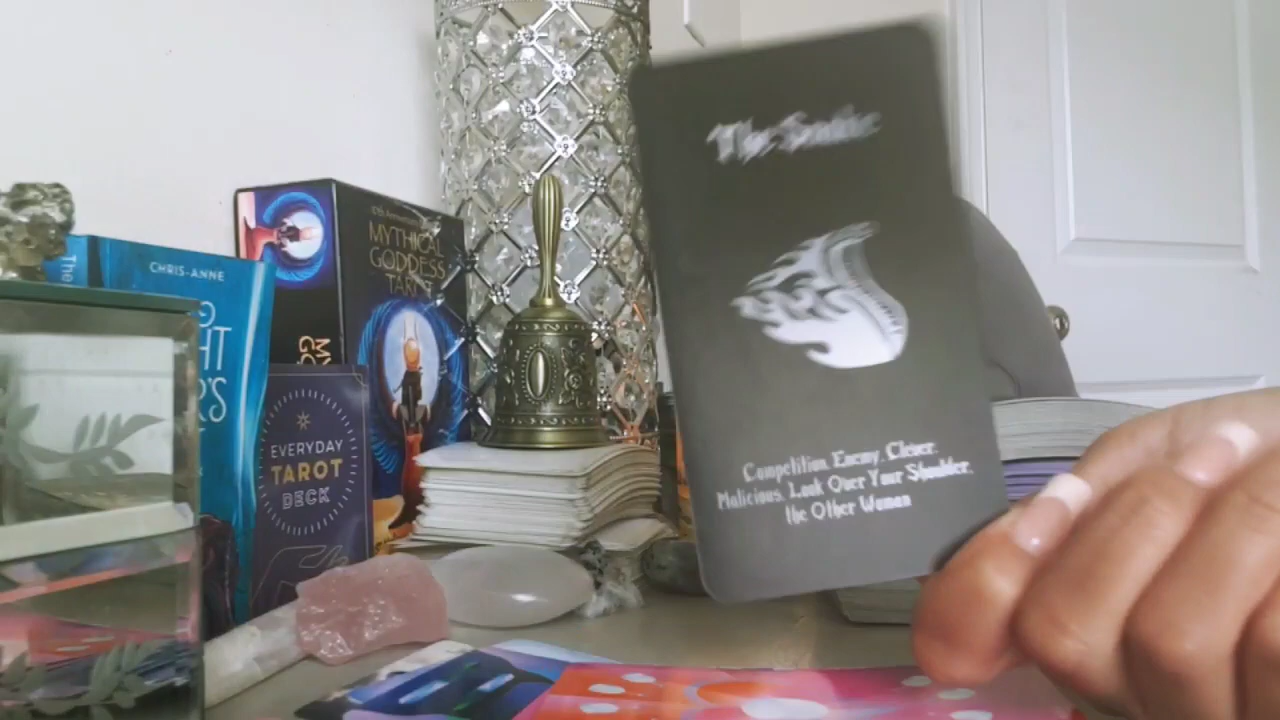 The
CHRIS-ANNE
MYTHICAL
GODDESS
TAROT
EVERYDAY
TAROT
DECK
The Snake
Competition. Enemy. Clever.
Malicious. Look Over Your Shoulder.
the Other Woman